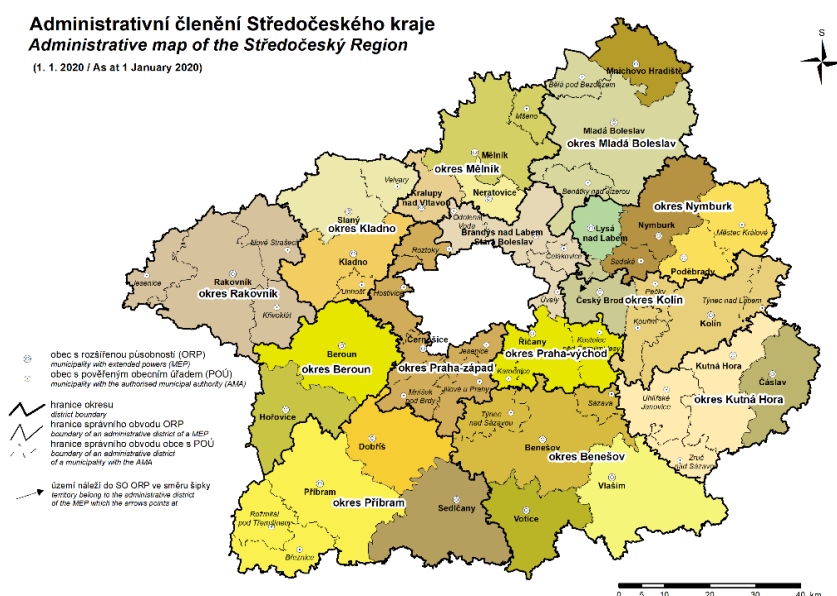 Administrativní členění Středočeského kraje
Administrative map of the Středočeský Region
(1. 1. 2020 / As at 1 January 2020)
S
Mnichovo Hradiště
Bělá pod Bezdězem
Mšeno
Mladá Boleslav
okres Mladá Boleslav
Mělník
okres Mělník
Velvary
Kralupy
nad Vltavou
Neratovice
Benátky nad Jizerou
okres Nymburk
Slaný
okres Kladno
Odolena
Voda
Brandýs nad Labem
Stará Boleslav
Lysá
nad Labem
Nymburk
Městec Králové
Nové Strašecí
Roztoky
Čelákovice
Sadská
Poděbrady
Kladno
Jesenice
Rakovník
okres Rakovník
Unhošť
Hostivice
Úvaly
Český Brod
Pečky
okres Kolín
Týnec nad Labem
Křivoklát
Kouřim
Kolín
Beroun
okres Beroun
Černošice
Jesenice
Říčany
Kostelec
okres Praha-východ
okres Praha-západ
Kamenice
Kutná Hora
Čáslav
okres Kutná Hora
Uhlířské
Janovice
Mníšek
pod Brdy
Jílové u Prahy
Sázava
Hořovice
Týnec
nad Sázavou
Dobříš
Benešov
okres Benešov
Zruč
nad Sázavou
Vlašim
Příbram
okres Příbram
Sedlčany
Votice
Rožmitál
pod Třemšínem
Březnice
obec s rozšířenou působností (ORP)
municipality with extended powers (MEP)
obec s pověřeným obecním úřadem (POÚ)
municipality with the authorised municipal authority (AMA)
hranice okresu
district boundary
hranice správního obvodu ORP
boundary of an administrative district of a MEP
hranice správního obvodu obce s POÚ
boundary of an administrative district
of a municipality with the AMA
území náleží do SO ORP ve směru šipky
territory belong to the administrative district
of the MEP which the arrows points at
0 5 10 20 30 40 km